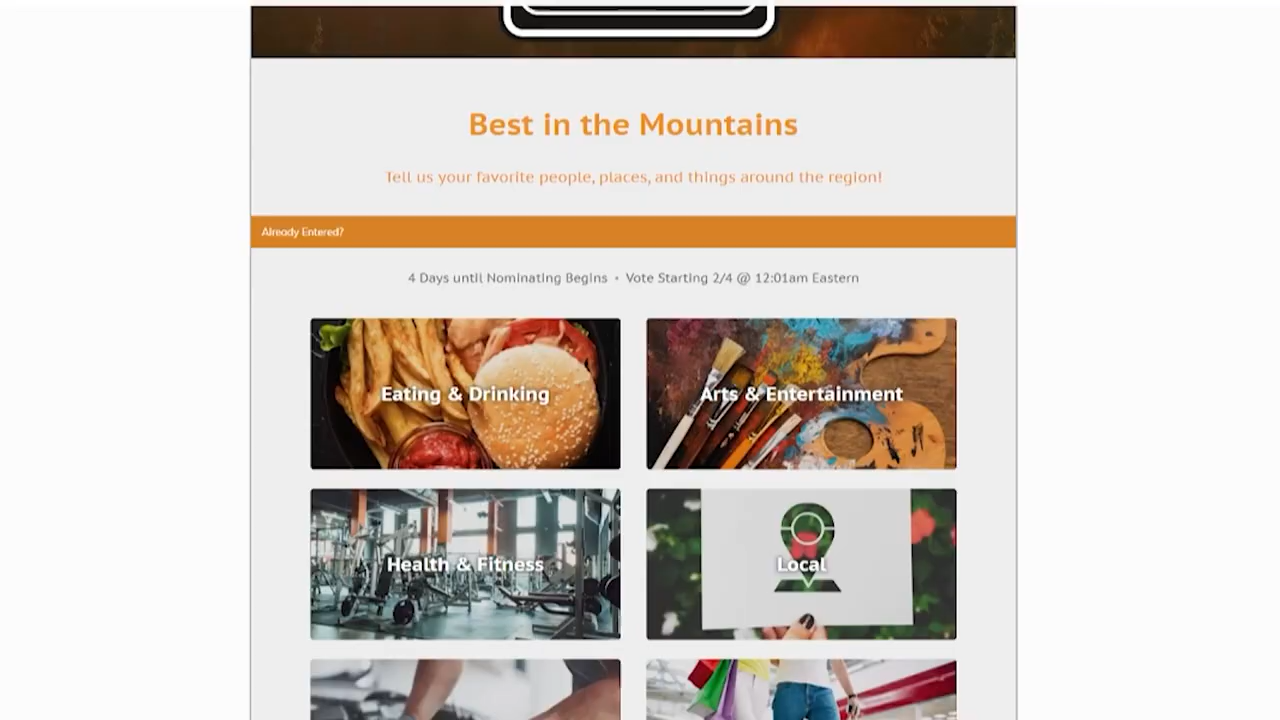 Best in the Mountains
Tell us your favorite people, places, and things around the region!
Already Entered?
4 Days until Nominating Begins • Vote Starting 2/4 @ 12:01am Eastern
Eating & Drinking
Arts & Entertainment
Health & Fitness
Local